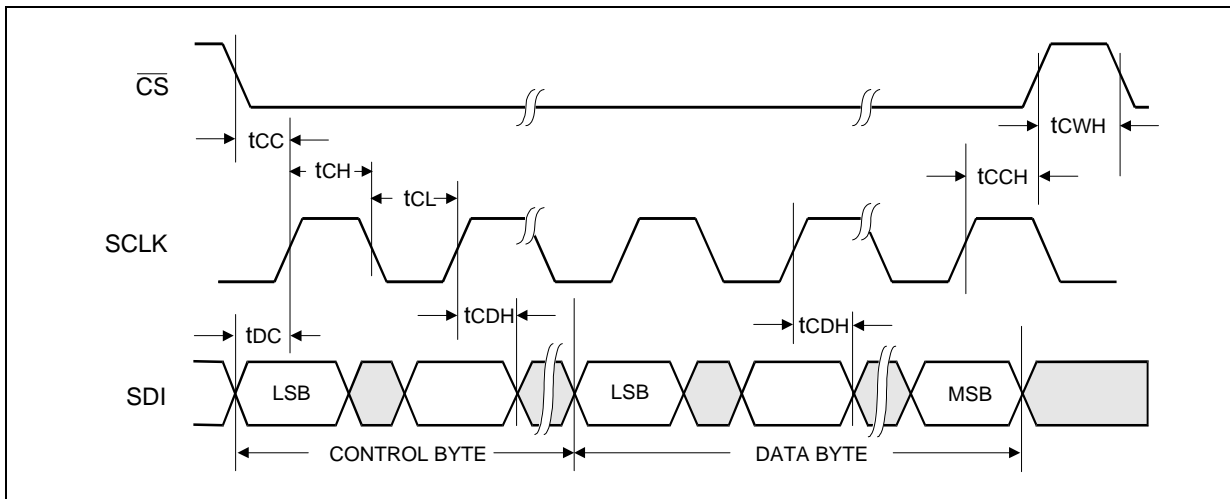 CS
tCC
tCWH
tCH
tCCH
tCL
SCLK
tCDH
tCDH
tDC
SDI
LSB
LSB
MSB
CONTROL BYTE
DATA BYTE